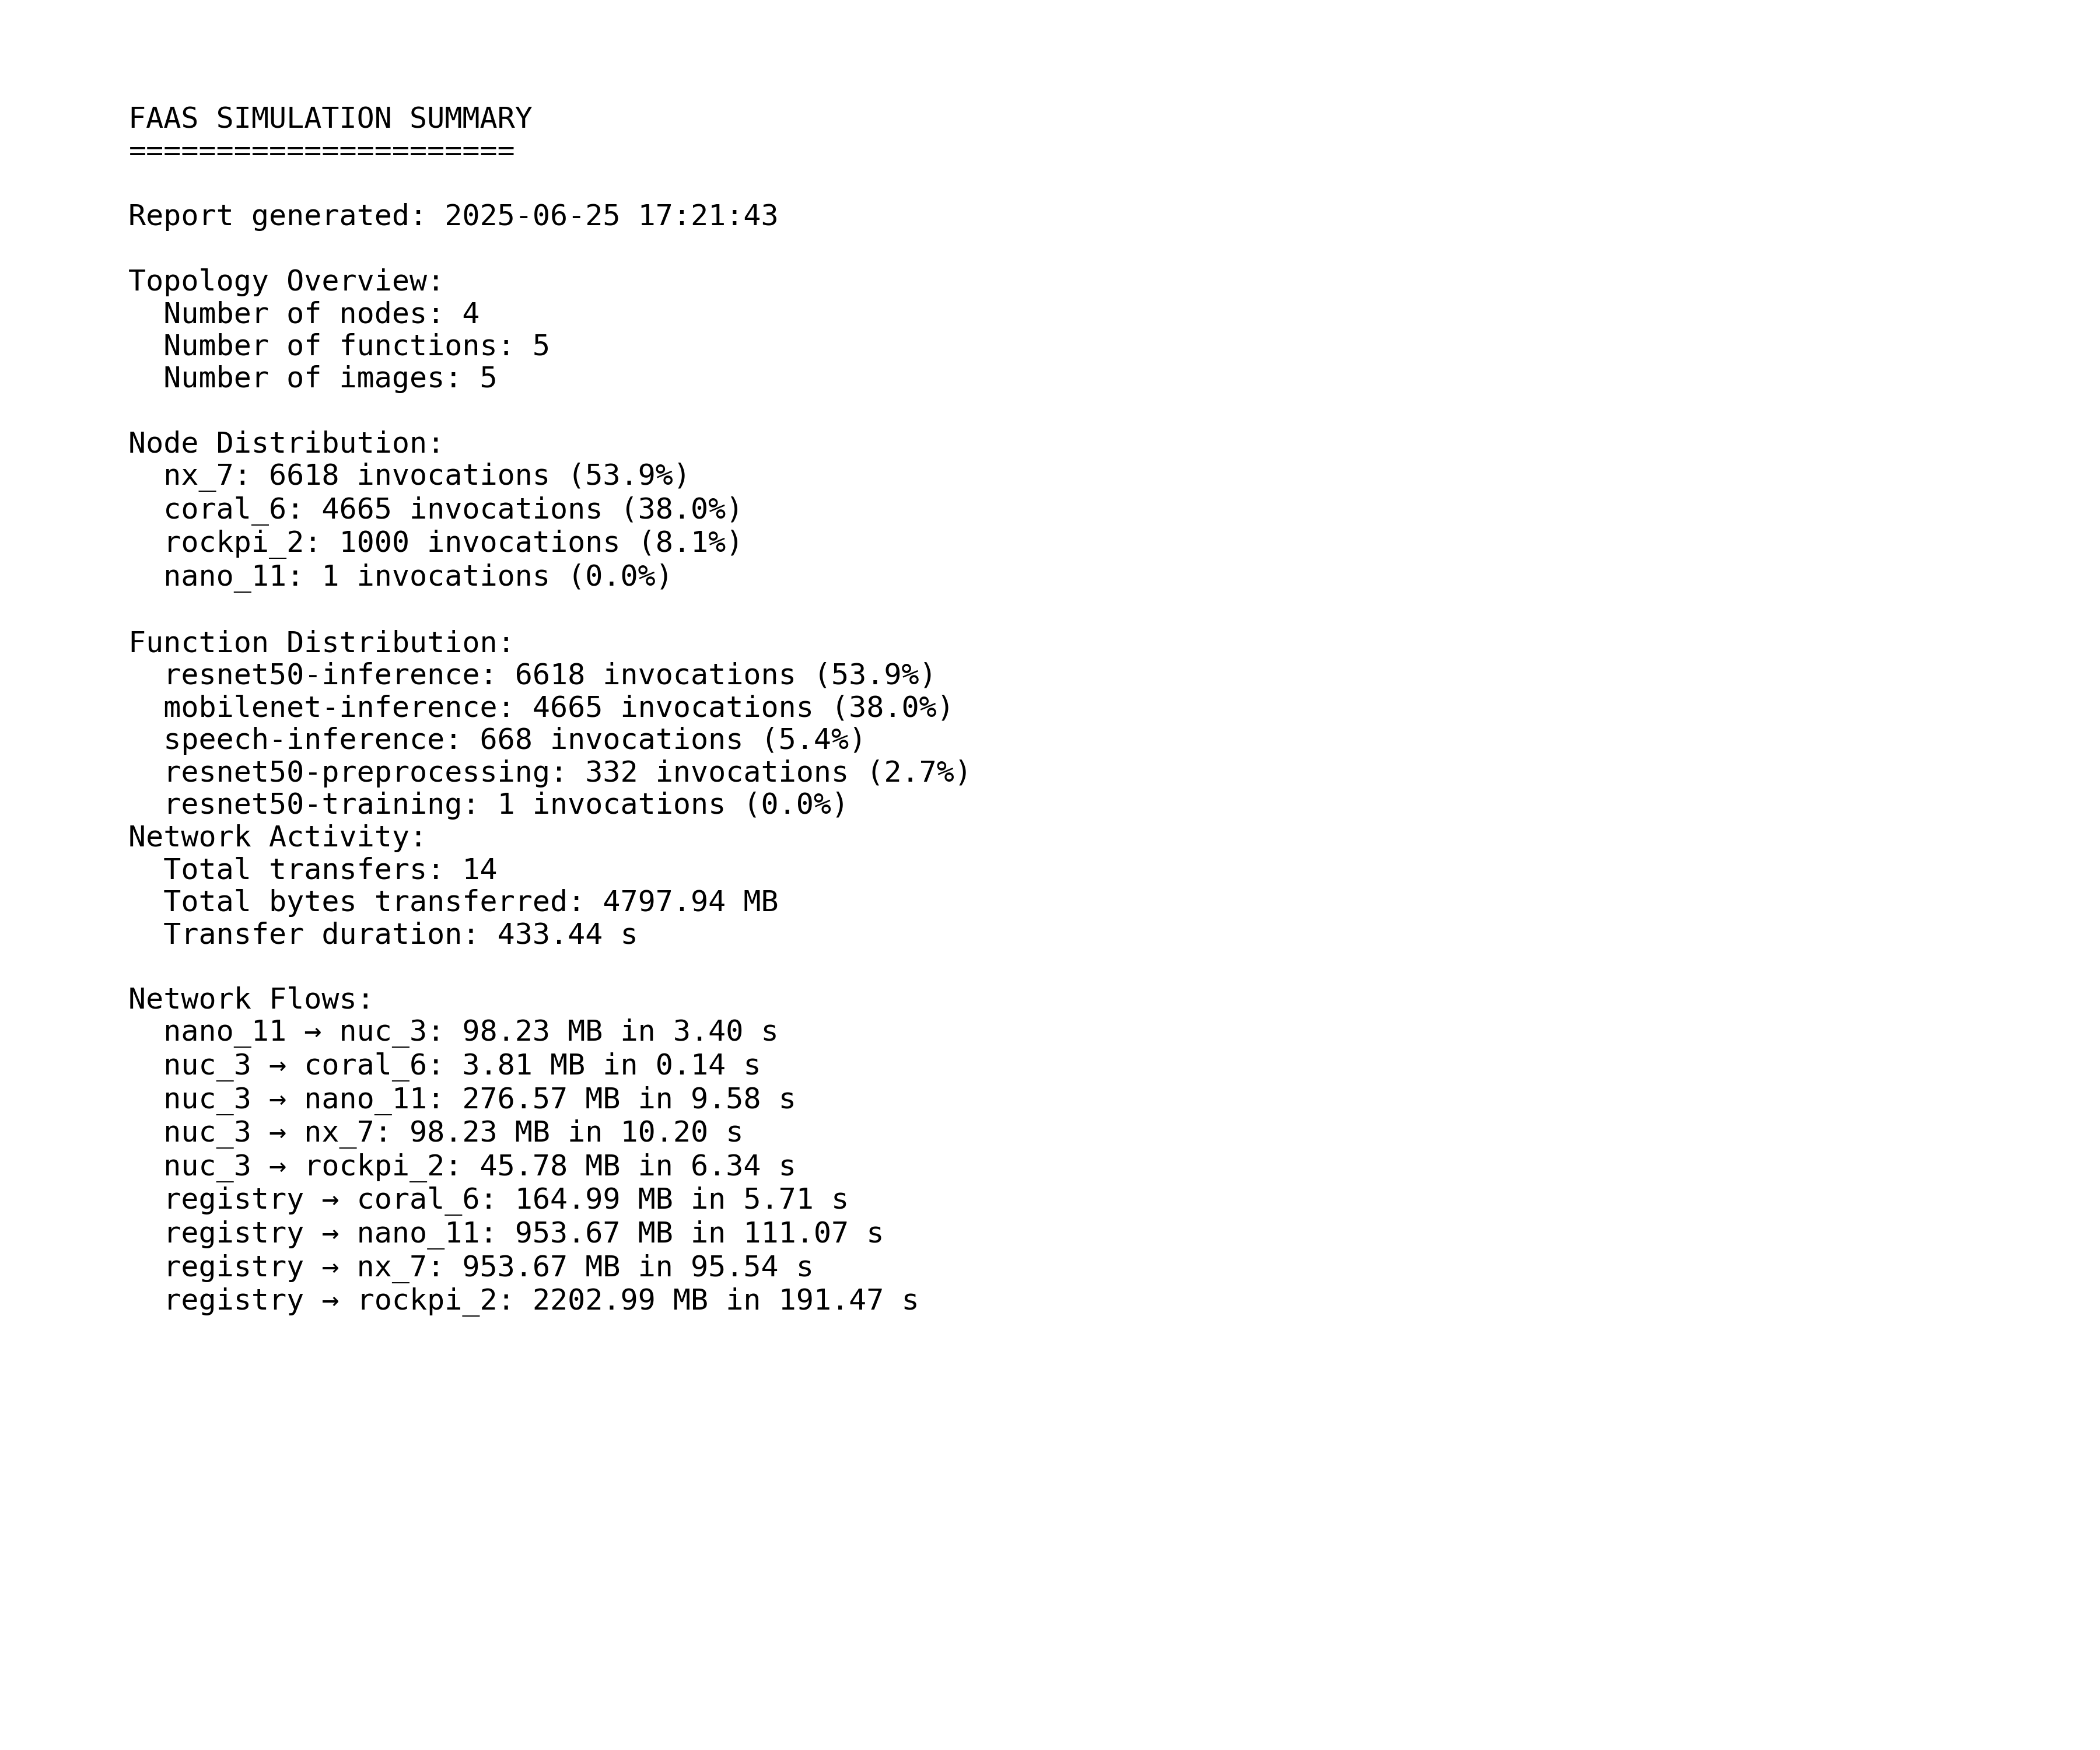 FAAS SIMULATION SUMMARY
======================
Report generated: 2025-06-25 17:21:43
Topology Overview:
Number of nodes: 4
Number of functions: 5
Number of images: 5
Node Distribution:
nx_7: 6618 invocations (53.9%)
coral_6: 4665 invocations (38.0%)
rockpi_2: 1000 invocations (8.1%)
nano_11: 1 invocations (0.0%)
Function Distribution:
resnet50-inference: 6618 invocations (53.9%)
mobilenet-inference: 4665 invocations (38.0%)
speech-inference: 668 invocations (5.4%)
resnet50-preprocessing: 332 invocations (2.7%)
resnet50-training: 1 invocations (0.0%)
Network Activity:
Total transfers: 14
Total bytes transferred: 4797.94 MB
Transfer duration: 433.44 s
Network Flows:
nano_11 → nuc_3: 98.23 MB in 3.40 s
nuc_3 → coral_6: 3.81 MB in 0.14 s
nuc_3 → nano_11: 276.57 MB in 9.58 s
nuc_3 → nx_7: 98.23 MB in 10.20 s
nuc_3 → rockpi_2: 45.78 MB in 6.34 s
registry → coral_6: 164.99 MB in 5.71 s
registry → nano_11: 953.67 MB in 111.07 s
registry → nx_7: 953.67 MB in 95.54 s
registry → rockpi_2: 2202.99 MB in 191.47 s